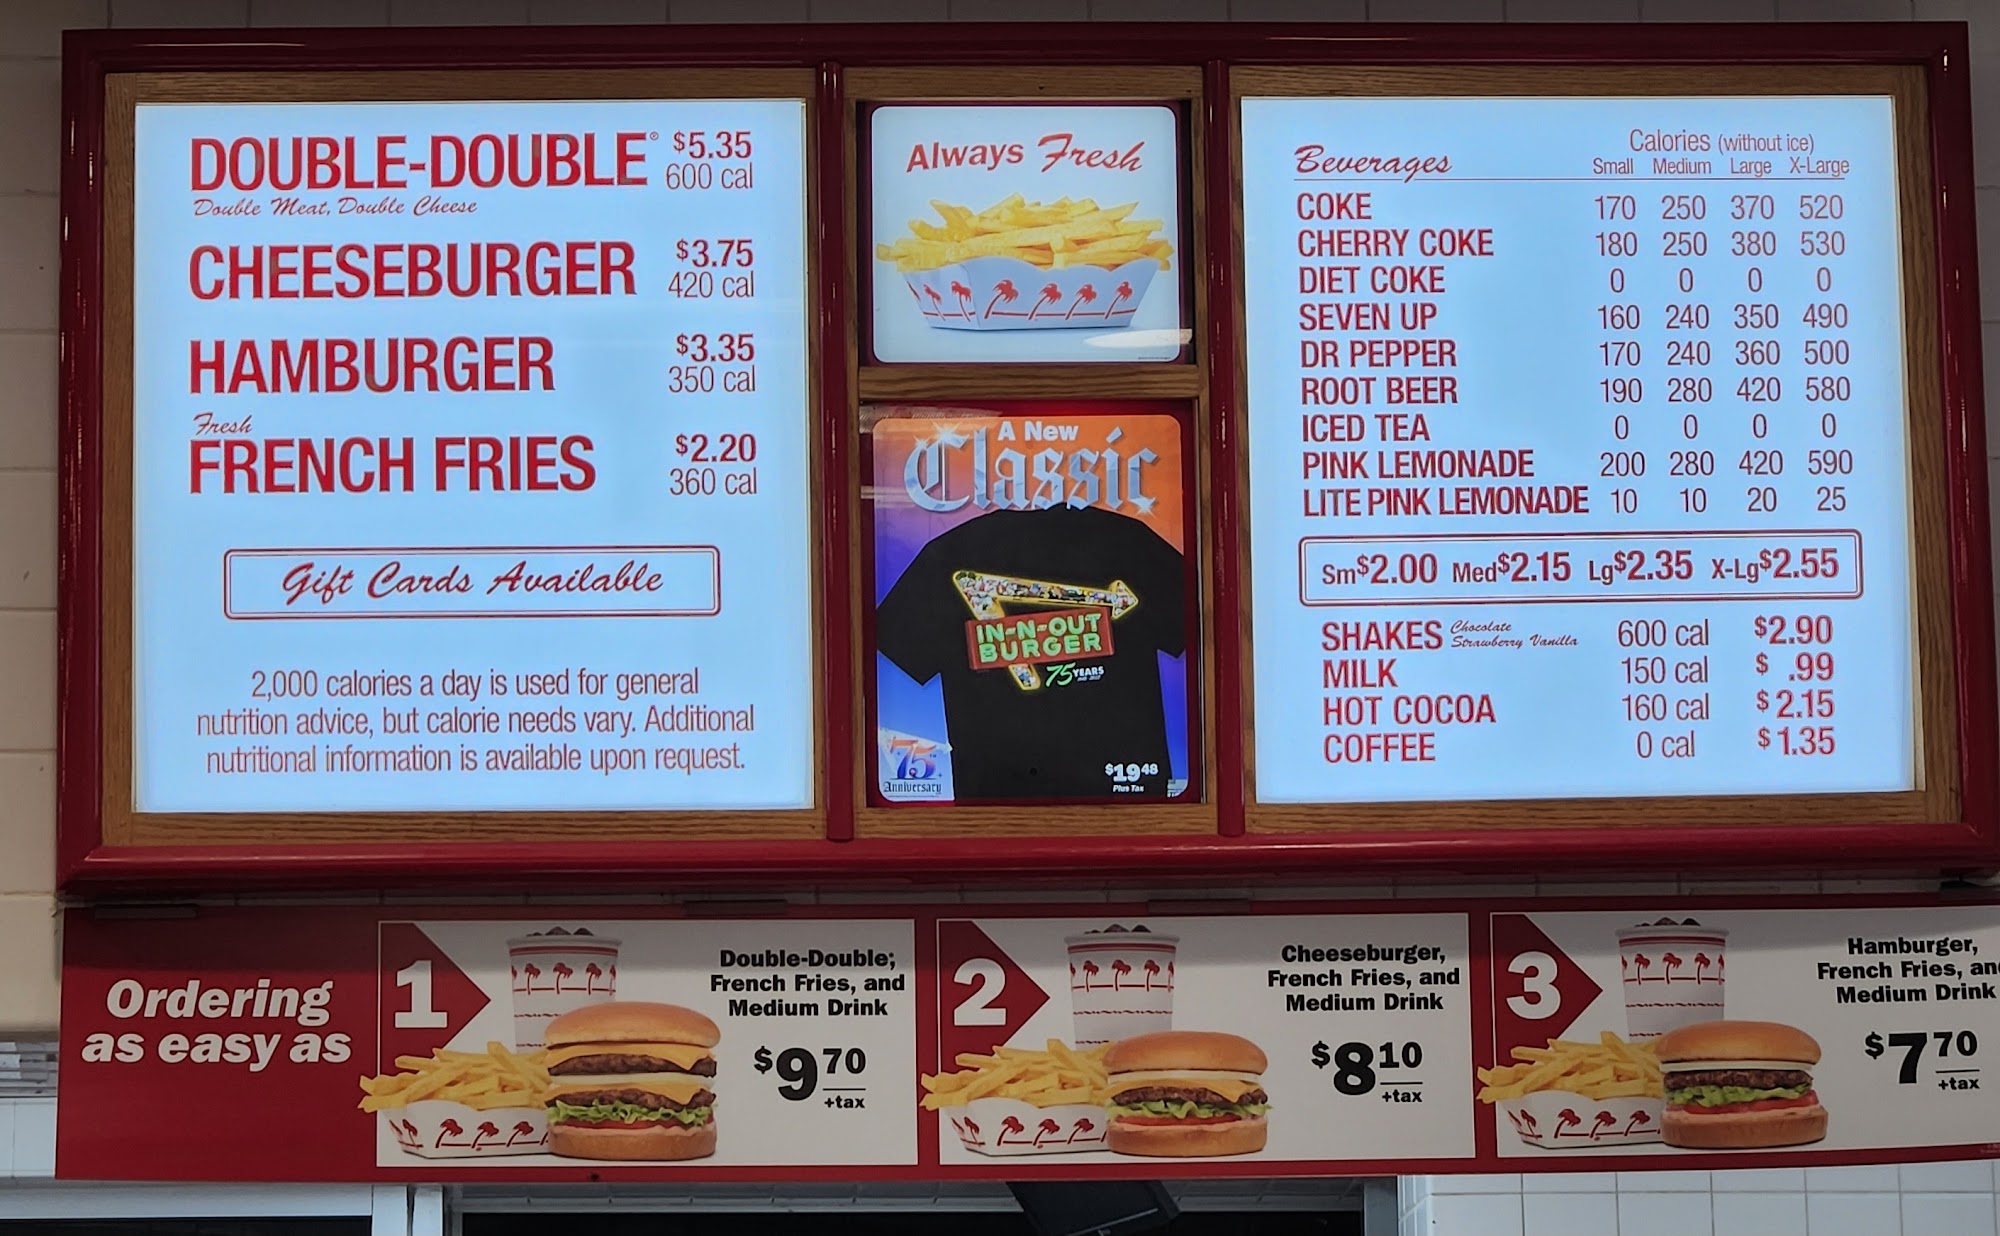 DOUBLE-DOUBLE® $5.35
600 cal
Double Meat, Double Cheese
CHEESEBURGER $3.75
420 cal
HAMBURGER $3.35
350 cal
Fresh
FRENCH FRIES $2.20
360 cal
Gift Cards Available
2,000 calories a day is used for general
nutrition advice, but calorie needs vary. Additional
nutritional information is available upon request.
Always Fresh
A New
Classic
IN-N-OUT
BURGER
75 YEARS
75
Anniversary
$19.48
Plus Tax
Calories (without ice)
Beverages Small Medium Large X-Large
COKE 170 250 370 520
CHERRY COKE 180 250 380 530
DIET COKE 0 0 0 0
SEVEN UP 160 240 350 490
DR PEPPER 170 240 360 500
ROOT BEER 190 280 420 580
ICED TEA 0 0 0 0
PINK LEMONADE 200 280 420 590
LITE PINK LEMONADE 10 10 20 25
Sm$2.00 Med$2.15 Lg$2.35 X-Lg$2.55
SHAKES Chocolate Strawberry Vanilla 600 cal $2.90
MILK 150 cal $ .99
HOT COCOA 160 cal $2.15
COFFEE 0 cal $1.35
Ordering
as easy as
1
Double-Double,
French Fries, and
Medium Drink
$9 70
+tax
2
Cheeseburger,
French Fries, and
Medium Drink
$8 10
+tax
3
Hamburger,
French Fries, an
Medium Drink
$7 70
+tax